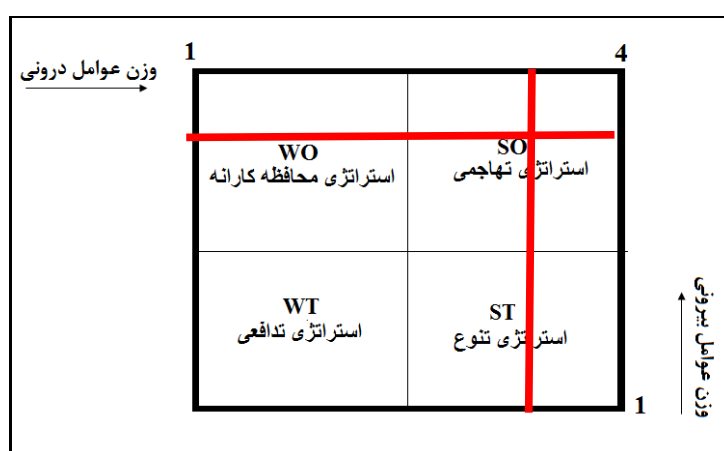 1
4
وزن عوامل درونی
WO
استراتژی محافظه کارانه
SO
استراتژی تهاجمی
وزن عوامل بیرونی
WT
استراتژی تدافعی
ST
استراتژی تنوع
1